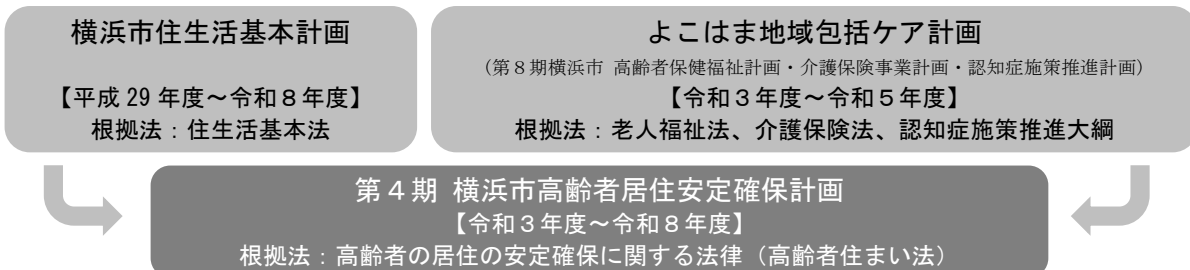 横浜市住生活基本計画
【平成 29 年度~令和8年度】
根拠法：住生活基本法
よこはま地域包括ケア計画
(第８期横浜市 高齢者保健福祉計画・介護保険事業計画・認知症施策推進計画)
【令和３年度～令和５年度】
根拠法：老人福祉法、介護保険法、認知症施策推進大綱
第４期 横浜市高齢者居住安定確保計画
【令和３年度～令和８年度】
根拠法：高齢者の居住の安定確保に関する法律（高齢者住まい法）